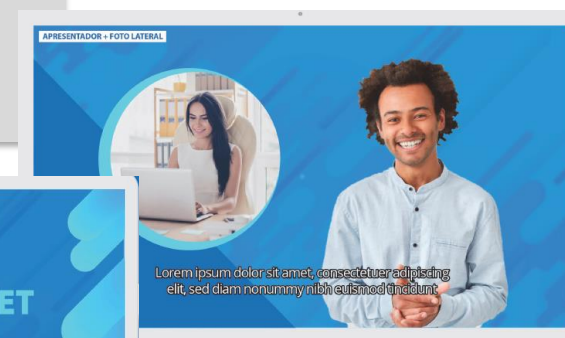 APRESENTADOR + FOTO LATERAL
Lorem ipsum dolor sit amet, consectetuer adipiscing
elit, sed diam nonummy nibh euismod tincidunt
ET